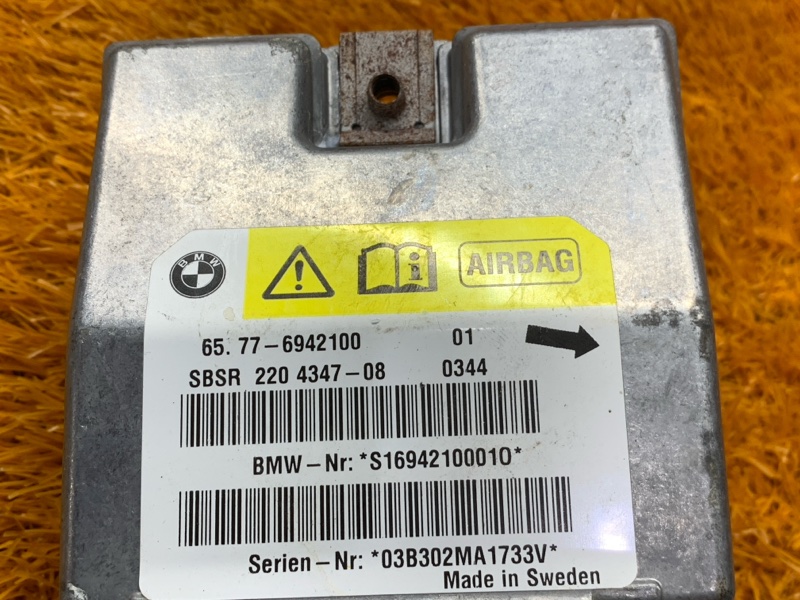 BMW
AIRBAG
65. 77-6942100 01
SBSR 220 4347-08 0344
BMW-Nr: *S16942100010*
Serien-Nr: *03B302MA1733V*
Made in Sweden